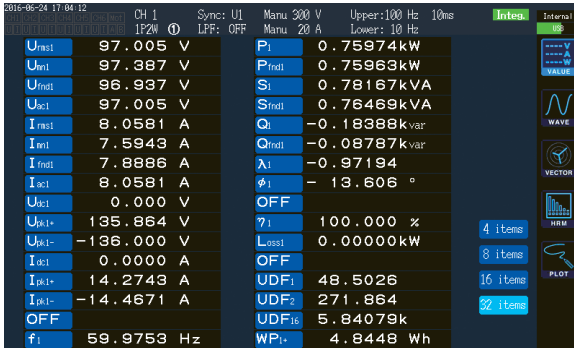 2016-06-24 17:04:12
CH 1 Sync: U1 Manu 300 V Upper:100 Hz 10ms Integ. Internal
1P2W ① LPF: OFF Manu 20 A Lower: 10 Hz USB
Urms1 97.005 V P1 0.75974kW
Umn1 97.387 V Pfnd1 0.75963kW
VALUE
Ufnd1 96.937 V S1 0.78167kVA
Uac1 97.005 V Sfnd1 0.76469kVA
Irms1 8.0581 A Q1 -0.18388kvar
WAVE
Imn1 7.5943 A Qfnd1 -0.08787kvar
Ifnd1 7.8886 A λ1 -0.97194
Iac1 8.0581 A φ1 - 13.606 °
VECTOR
Udc1 0.000 V OFF
Upk1+ 135.864 V η1 100.000 %
4 items
HRM
Upk1- -136.000 V Loss1 0.00000kW
Idc1 0.0000 A OFF
8 items
Ipk1+ 14.2743 A UDF1 48.5026
16 items
PLOT
Ipk1- -14.4671 A UDF2 271.864
32 items
OFF UDF16 5.84079k
f1 59.9753 Hz WP1+ 4.8448 Wh